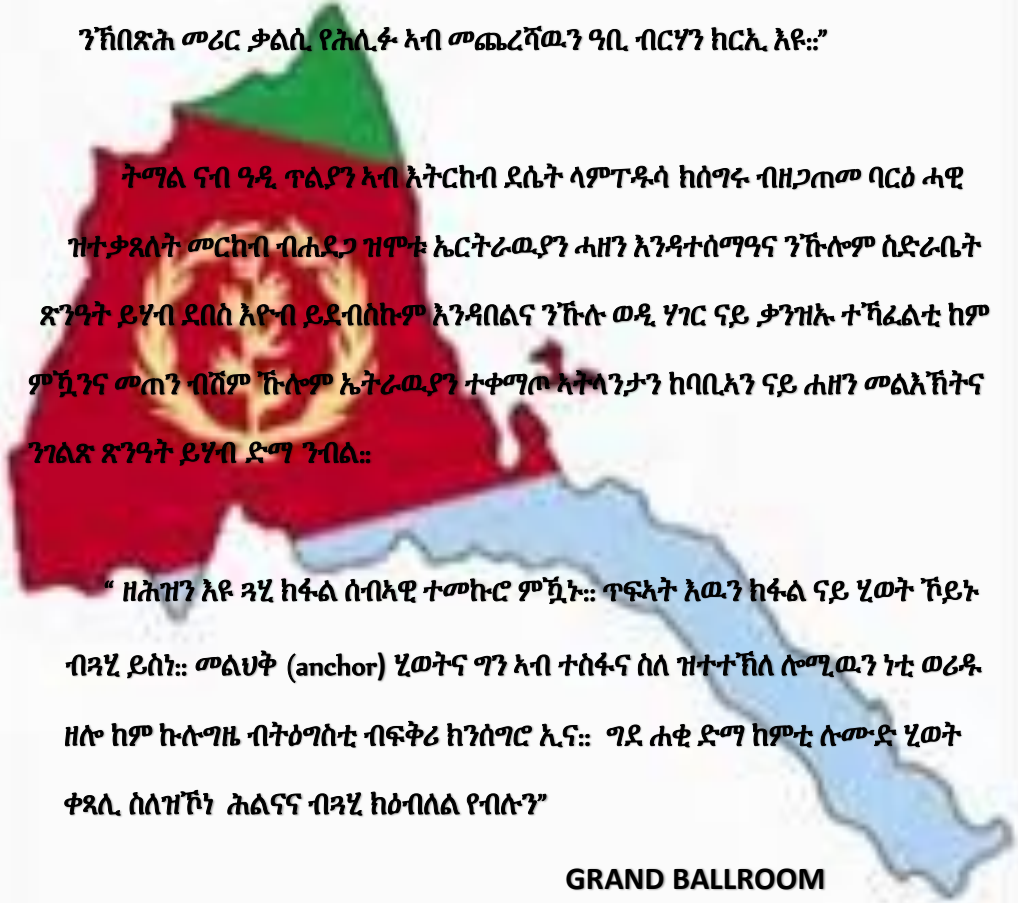 ንኽበጽሕ መሪር ቃልሲ የሕሊፉ ኣብ መጨረሻዉን ዓቢ ብርሃን ክርኢ እዩ።”
ትማል ናብ ዓዲ ጥልያን ኣብ እትርከብ ደሴት ላምፐዱሳ ክሰግሩ ብዘጋጠመ ባርዕ ሓዊ
ዝተቃጸለት መርከብ ብሐደጋ ዝሞቱ ኤርትራዉያን ሓዘን እንዳተሰማዓና ንኹሎም ስድራቤት
ጽንዓት ይሃብ ደበስ እዮብ ይደብስኩም እንዳበልና ንኹሉ ወዲ ሃገር ናይ ቃንዝኡ ተኻፈልቲ ከም
ምዃንና መጠን ብሽም ኹሎም ኤትራዉያን ተቀማጦ ኣትላንታን ከባቢኣን ናይ ሐዘን መልእኽትና
ንገልጽ ጽንዓት ይሃብ ድማ ንብል።
“ ዘሕዝን እዩ ጓሂ ክፋል ሰብኣዊ ተመኩሮ ምዃኑ። ጥፍኣት እዉን ክፋል ናይ ሂወት ኾይኑ
ብጓሂ ይስነ። መልህቅ (anchor) ሂወትና ግን ኣብ ተስፋና ስለ ዝተተኽለ ሎሚዉን ነቲ ወሪዱ
ዘሎ ከም ኩሉግዜ ብትዕግስቲ ብፍቅሪ ክንሰግሮ ኢና። ግደ ሐቂ ድማ ከምቲ ሉሙድ ሂወት
ቀጻሊ ስለዝኾነ ሕልናና ብጓሂ ክዕብለል የብሉን”
GRAND BALLROOM